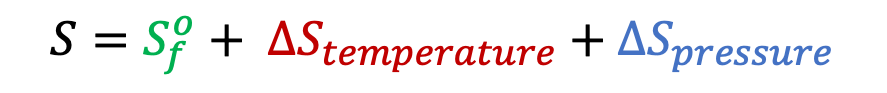 S = S_f^o + ΔS_temperature + ΔS_pressure